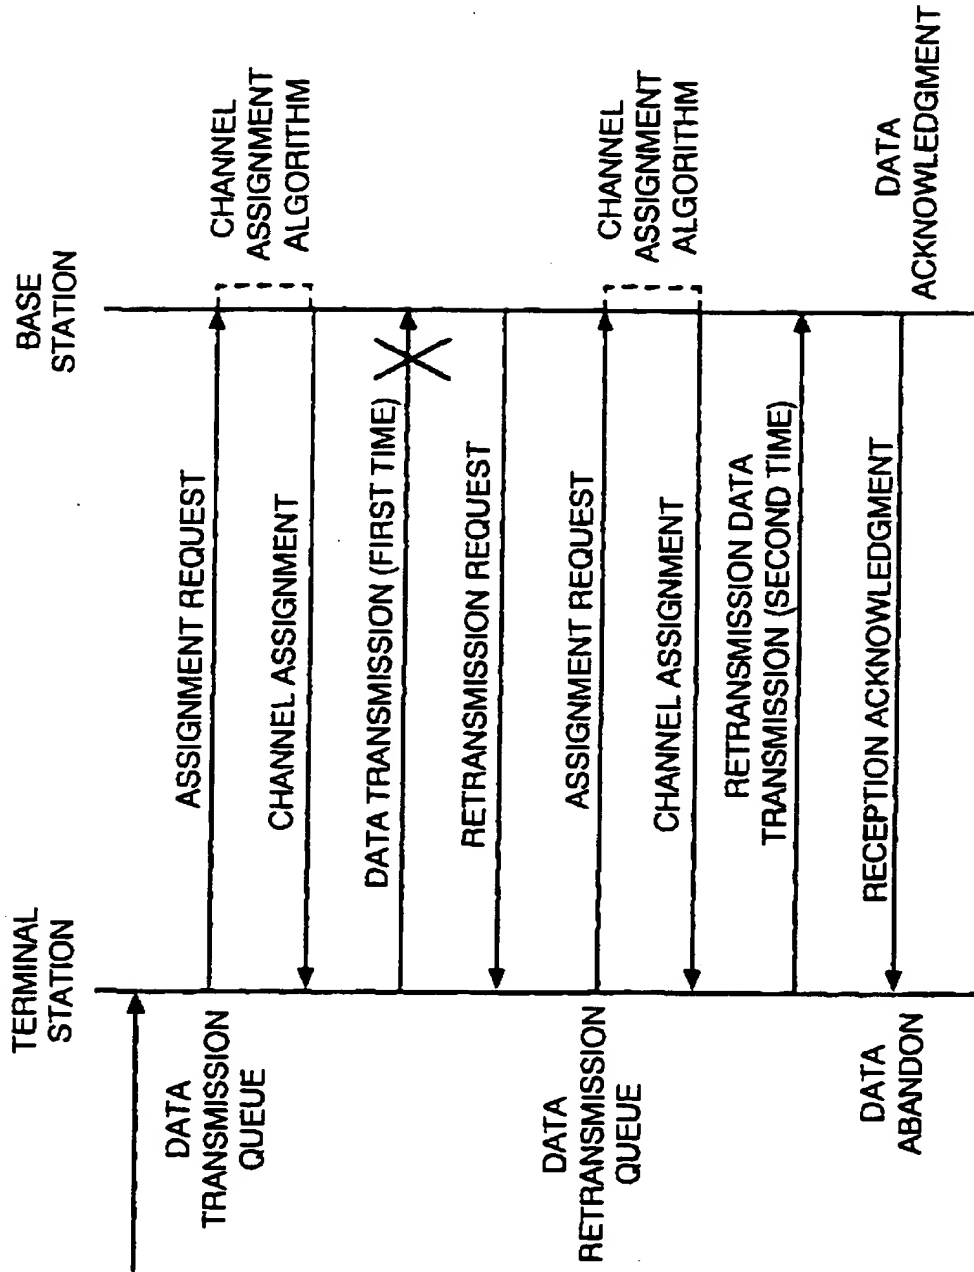 TERMINAL
STATION
BASE
STATION
DATA
TRANSMISSION
QUEUE
ASSIGNMENT REQUEST
CHANNEL
ASSIGNMENT
ALGORITHM
CHANNEL ASSIGNMENT
DATA TRANSMISSION (FIRST TIME)
RETRANSMISSION REQUEST
DATA
RETRANSMISSION
QUEUE
ASSIGNMENT REQUEST
CHANNEL
ASSIGNMENT
ALGORITHM
CHANNEL ASSIGNMENT
RETRANSMISSION DATA
TRANSMISSION (SECOND TIME)
RECEPTION ACKNOWLEDGMENT
DATA
ABANDON
DATA
ACKNOWLEDGMENT